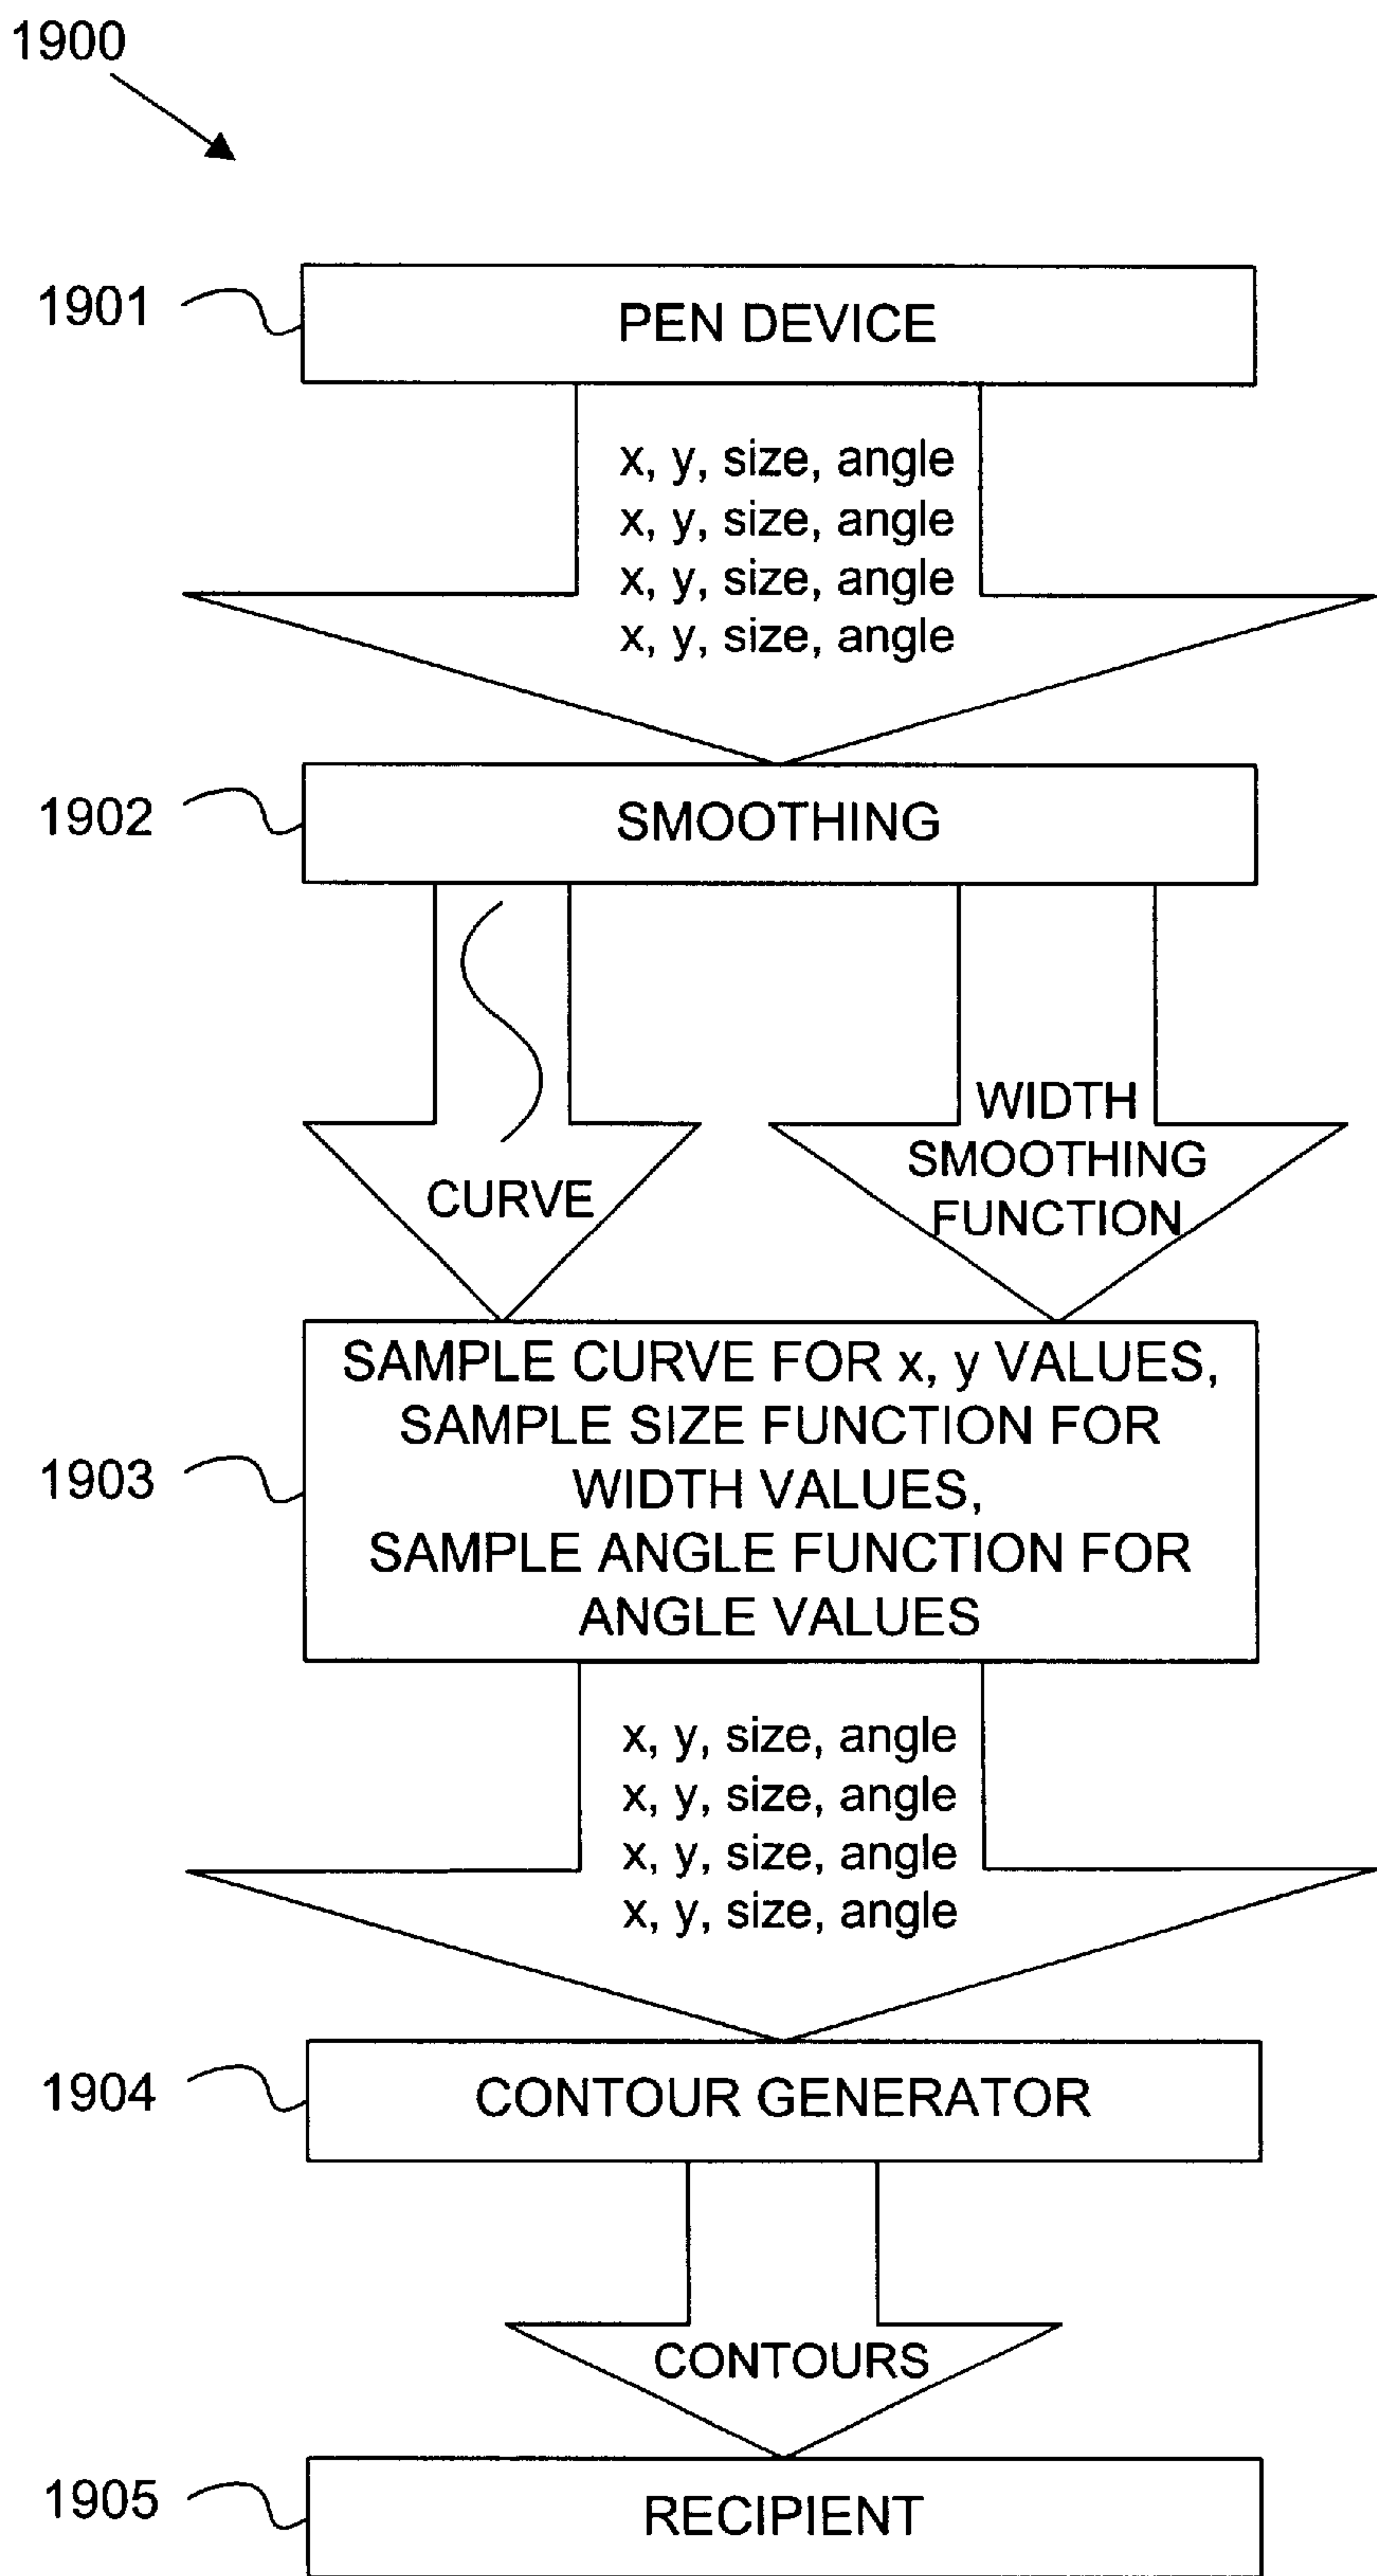 1900
1901
PEN DEVICE
x, y, size, angle
x, y, size, angle
x, y, size, angle
x, y, size, angle
1902
SMOOTHING
CURVE
WIDTH
SMOOTHING
FUNCTION
1903
SAMPLE CURVE FOR x, y VALUES,
SAMPLE SIZE FUNCTION FOR
WIDTH VALUES,
SAMPLE ANGLE FUNCTION FOR
ANGLE VALUES
x, y, size, angle
x, y, size, angle
x, y, size, angle
x, y, size, angle
1904
CONTOUR GENERATOR
CONTOURS
1905
RECIPIENT